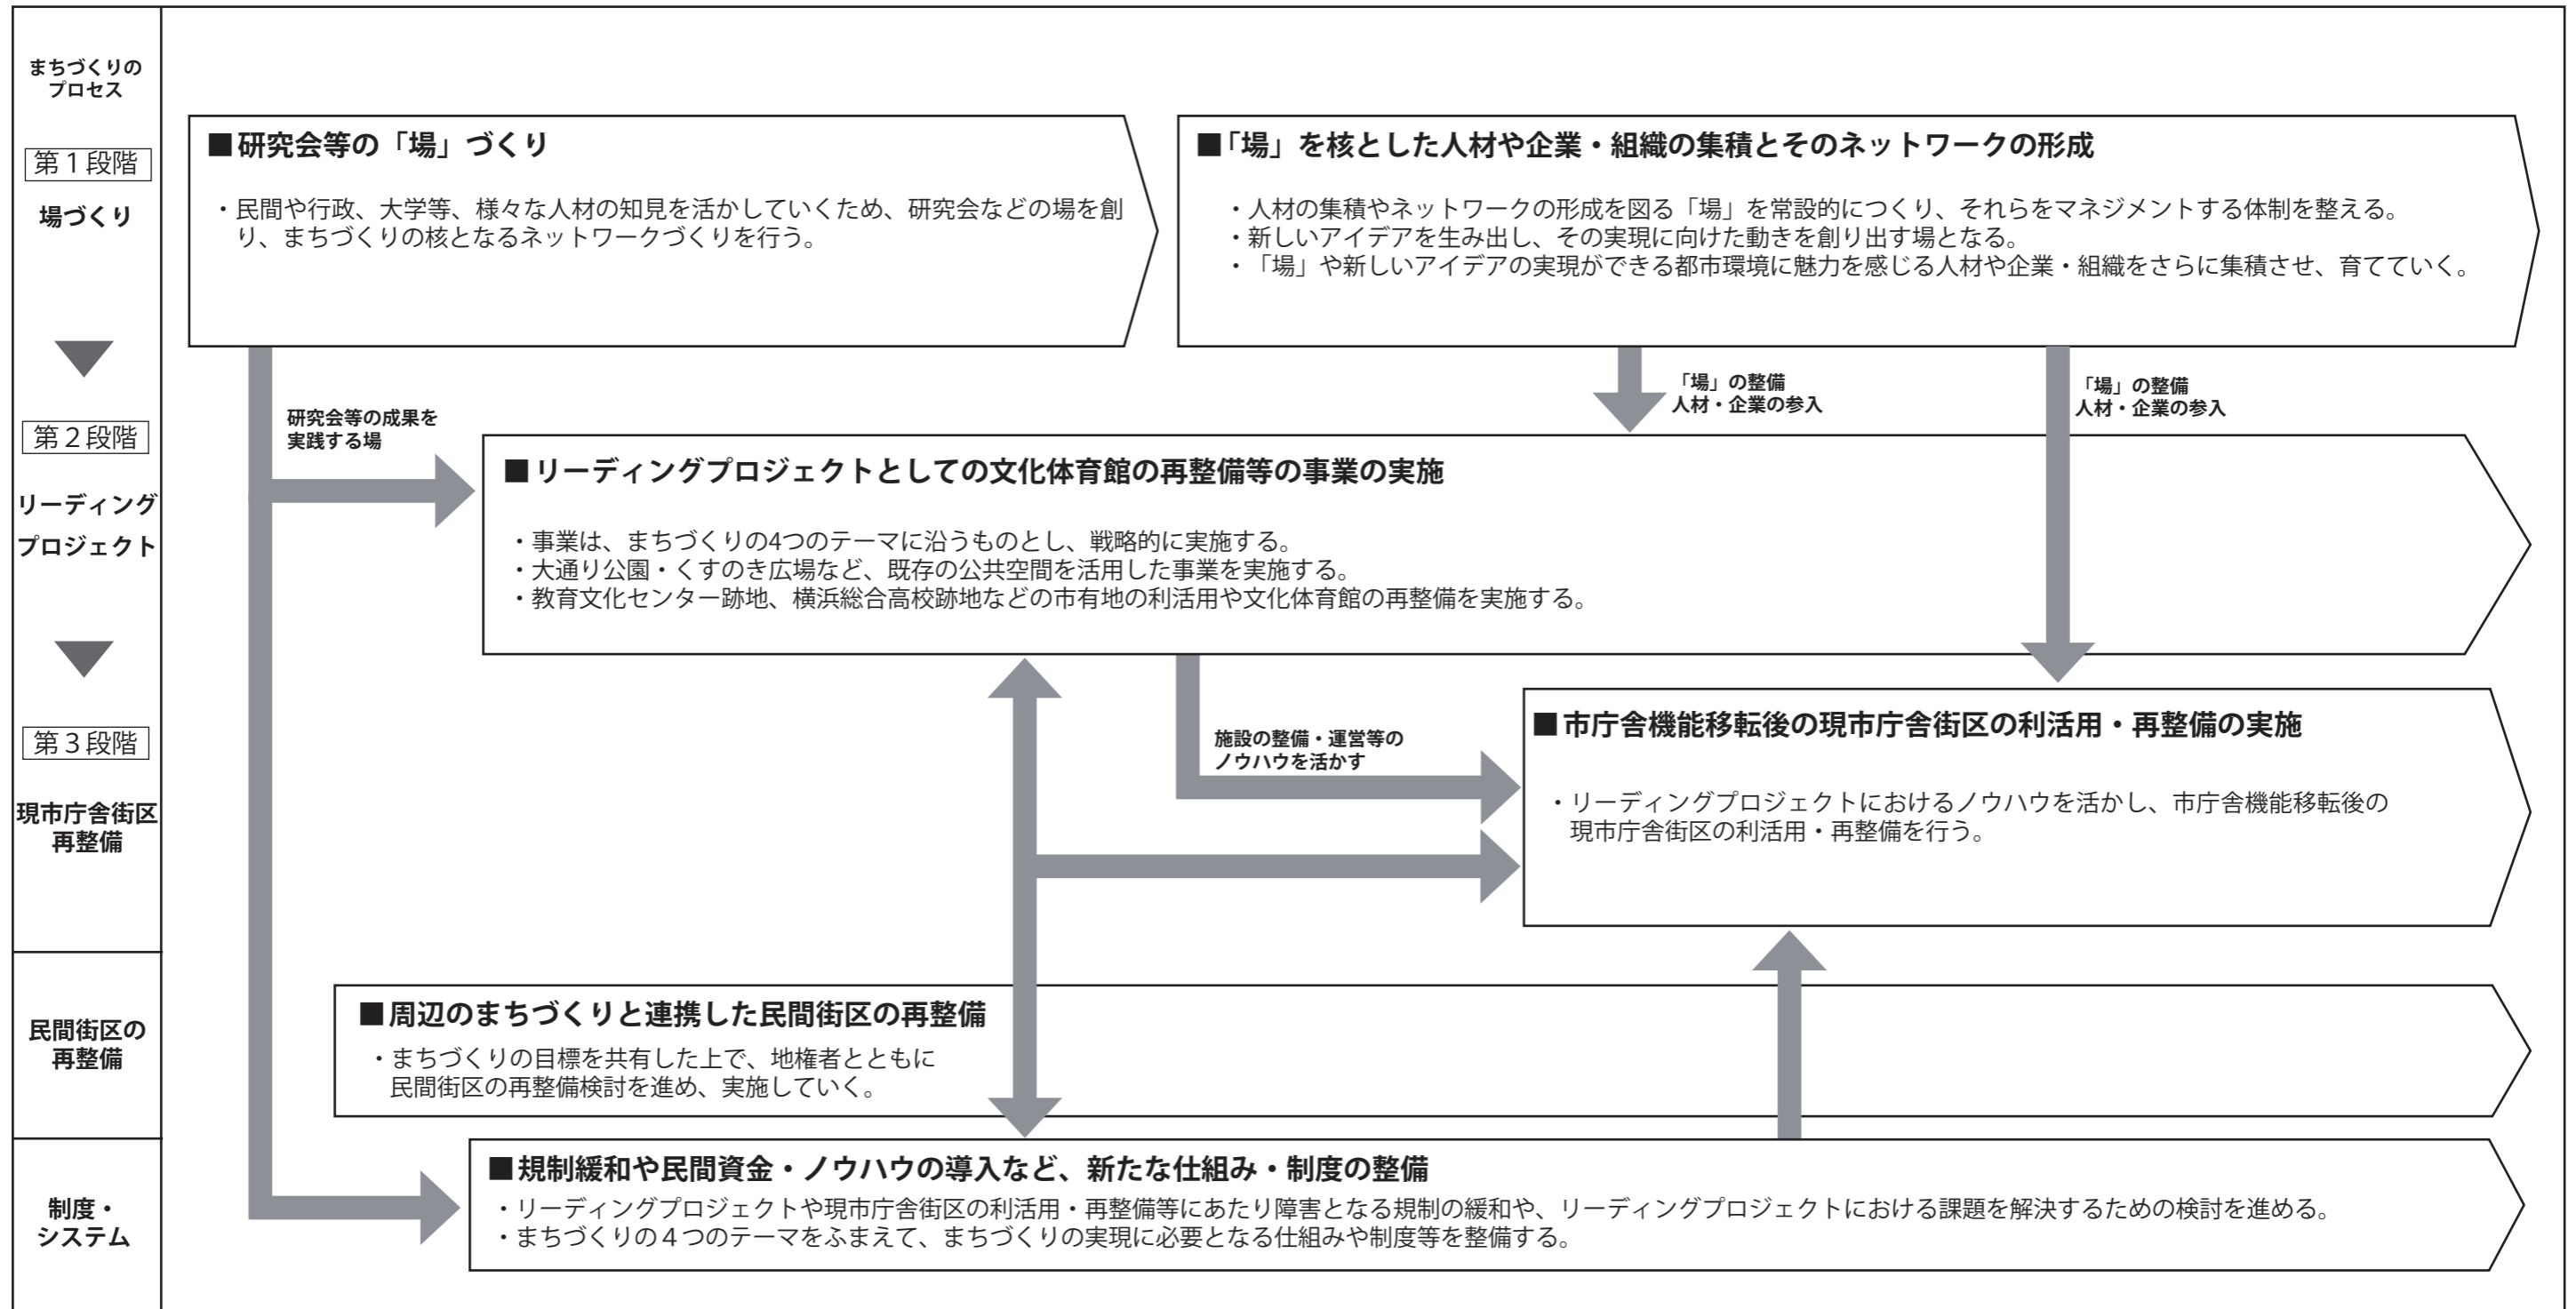 まちづくりの
プロセス
第１段階
場づくり
■研究会等の「場」づくり
・民間や行政、大学等、様々な人材の知見を活かしていくため、研究会などの場を創
り、まちづくりの核となるネットワークづくりを行う。
■「場」を核とした人材や企業・組織の集積とそのネットワークの形成
・人材の集積やネットワークの形成を図る「場」を常設的につくり、それらをマネジメントする体制を整える。
・新しいアイデアを生み出し、その実現に向けた動きを創り出す場となる。
・「場」や新しいアイデアの実現ができる都市環境に魅力を感じる人材や企業・組織をさらに集積させ、育てていく。
研究会等の成果を
実践する場
「場」の整備
人材・企業の参入
「場」の整備
人材・企業の参入
第２段階
リーディング
プロジェクト
■リーディングプロジェクトとしての文化体育館の再整備等の事業の実施
・事業は、まちづくりの4つのテーマに沿うものとし、戦略的に実施する。
・大通り公園・くすのき広場など、既存の公共空間を活用した事業を実施する。
・教育文化センター跡地、横浜総合高校跡地などの市有地の利活用や文化体育館の再整備を実施する。
第３段階
現市庁舎街区
再整備
施設の整備・運営等の
ノウハウを活かす
■市庁舎機能移転後の現市庁舎街区の利活用・再整備の実施
・リーディングプロジェクトにおけるノウハウを活かし、市庁舎機能移転後の
現市庁舎街区の利活用・再整備を行う。
民間街区の
再整備
■周辺のまちづくりと連携した民間街区の再整備
・まちづくりの目標を共有した上で、地権者とともに
民間街区の再整備検討を進め、実施していく。
制度・
システム
■規制緩和や民間資金・ノウハウの導入など、新たな仕組み・制度の整備
・リーディングプロジェクトや現市庁舎街区の利活用・再整備等にあたり障害となる規制の緩和や、リーディングプロジェクトにおける課題を解決するための検討を進める。
・まちづくりの４つのテーマをふまえて、まちづくりの実現に必要となる仕組みや制度等を整備する。